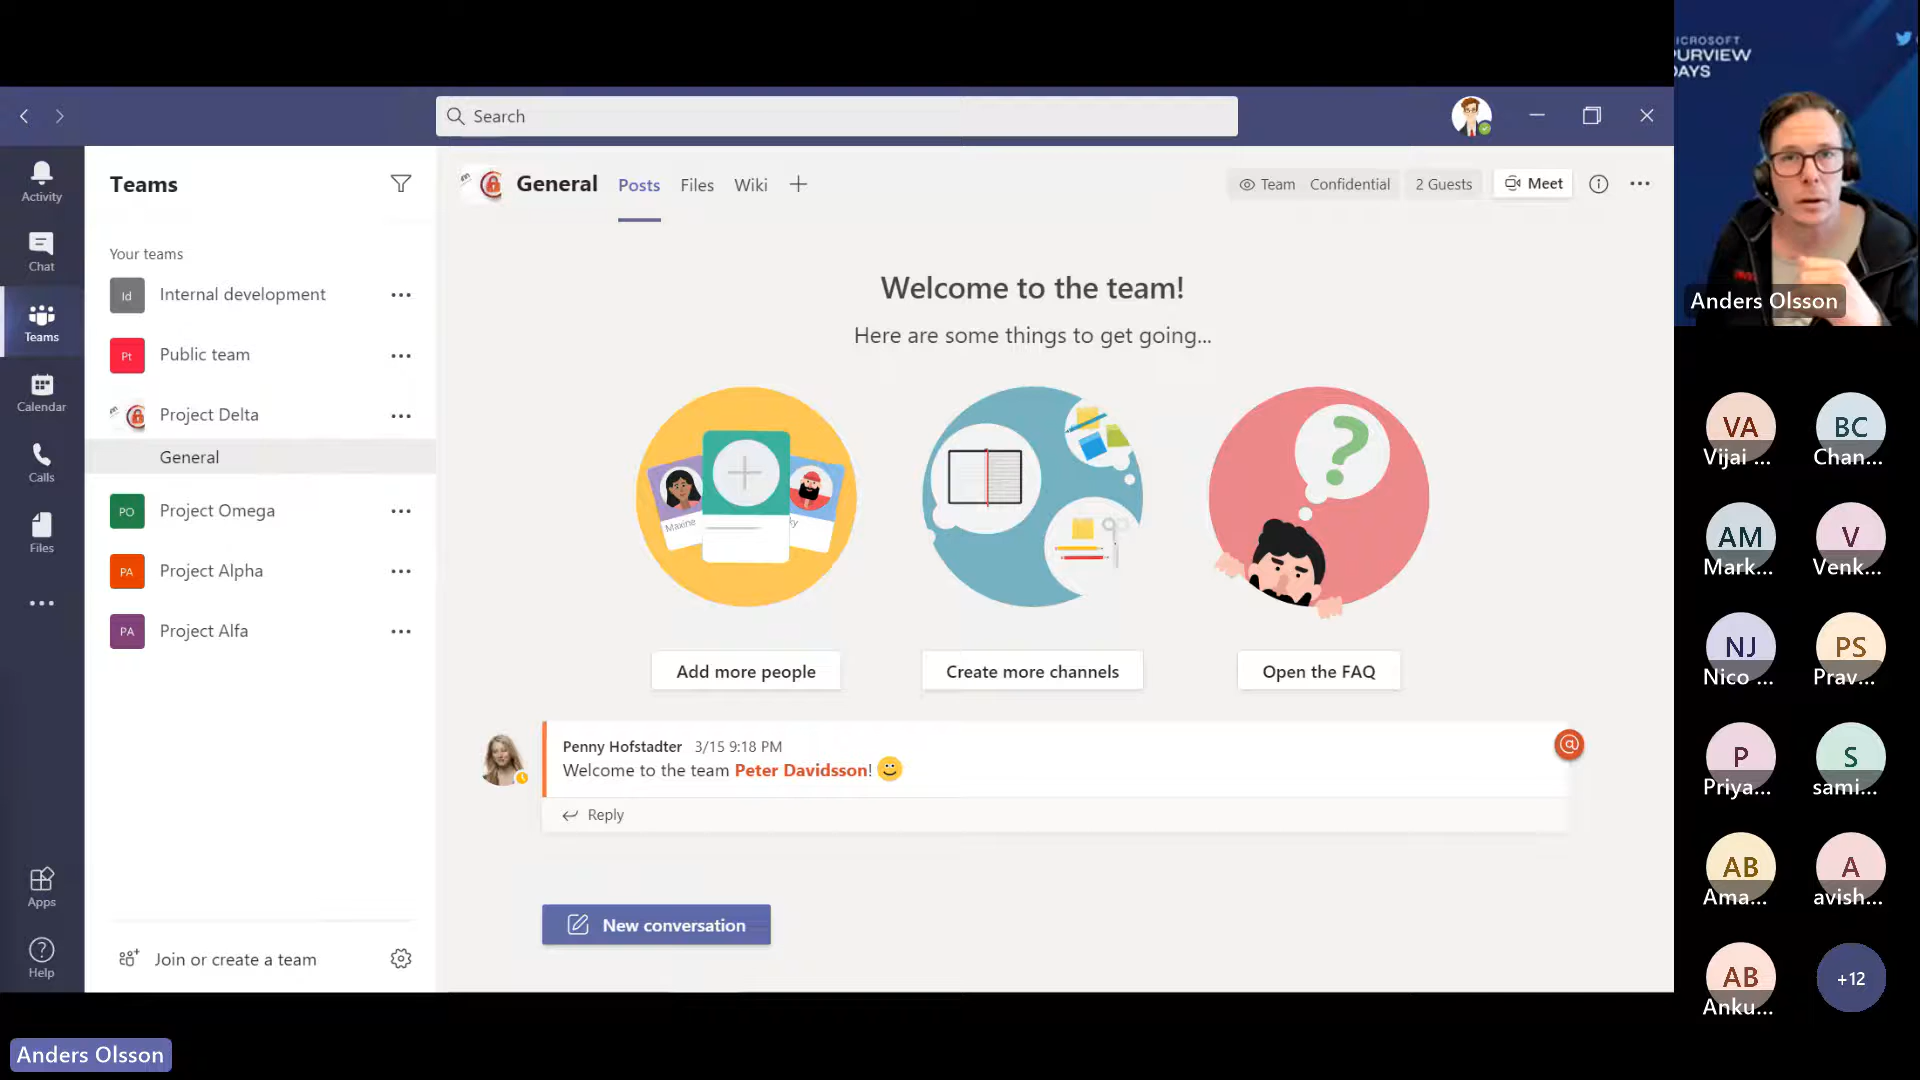 ICROSOFT
PURVIEW
DAYS
Search
Activity
Chat
Teams
Calendar
Calls
Files
Apps
Help
Teams
Your teams
Id Internal development
Pt Public team
Project Delta
General
PO Project Omega
PA Project Alpha
PA Project Alfa
Join or create a team
General Posts Files Wiki
Team Confidential 2 Guests Meet
Welcome to the team!
Here are some things to get going...
Maxine
ky
Add more people
Create more channels
Open the FAQ
Penny Hofstadter 3/15 9:18 PM
Welcome to the team Peter Davidsson!
Reply
New conversation
Anders Olsson
VA
Vijai ...
BC
Chan...
AM
Mark...
V
Venk...
NJ
Nico ...
PS
Prav...
P
Priya...
S
sami...
AB
Ama...
A
avish...
AB
Anku...
+12
Anders Olsson